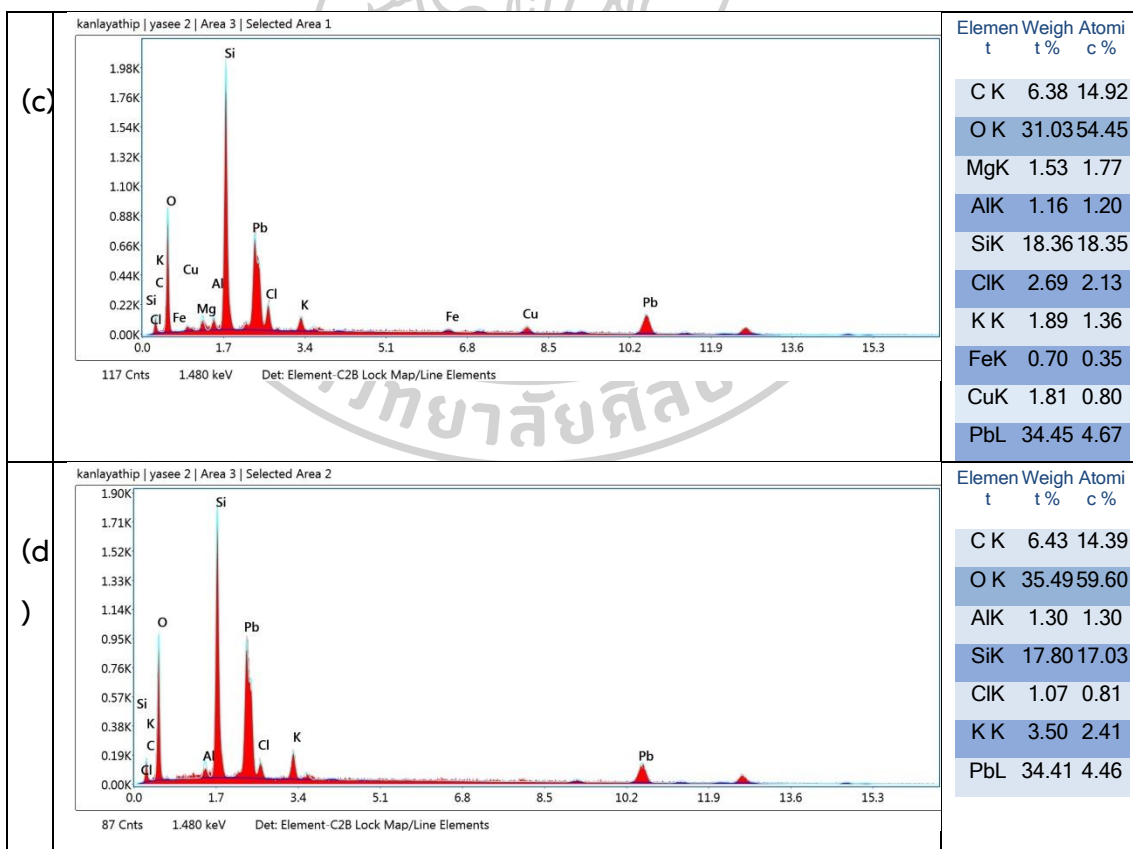 kanlayathip | yasee 2 | Area 3 | Selected Area 1
(c)
1.98K
1.76K
1.54K
1.32K
1.10K
0.88K
0.66K
0.44K
0.22K
0.00K
Si
O
K
C
Si
Cl
Fe
Cu
Mg
Al
Pb
Cl
K
Fe
Cu
Pb
0.0 1.7 3.4 5.1 6.8 8.5 10.2 11.9 13.6 15.3
117 Cnts 1.480 keV Det: Element-C2B Lock Map/Line Elements
Elemen Weigh Atomi
t t % c %
C K 6.38 14.92
O K 31.03 54.45
MgK 1.53 1.77
AlK 1.16 1.20
SiK 18.36 18.35
ClK 2.69 2.13
K K 1.89 1.36
FeK 0.70 0.35
CuK 1.81 0.80
PbL 34.45 4.67
kanlayathip | yasee 2 | Area 3 | Selected Area 2
(d
)
1.90K
1.71K
1.52K
1.33K
1.14K
0.95K
0.76K
0.57K
0.38K
0.19K
0.00K
Si
O
Si
K
C
Cl
Al
Pb
Cl
K
Pb
0.0 1.7 3.4 5.1 6.8 8.5 10.2 11.9 13.6 15.3
87 Cnts 1.480 keV Det: Element-C2B Lock Map/Line Elements
Elemen Weigh Atomi
t t % c %
C K 6.43 14.39
O K 35.49 59.60
AlK 1.30 1.30
SiK 17.80 17.03
ClK 1.07 0.81
K K 3.50 2.41
PbL 34.41 4.46